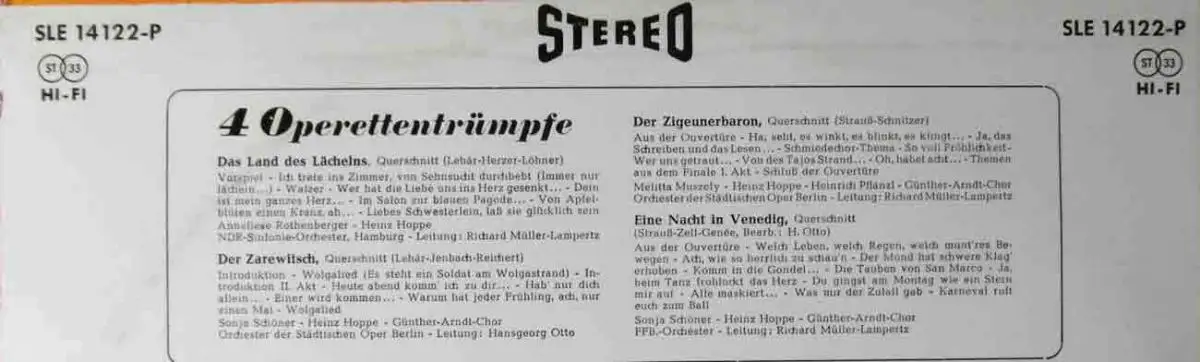 SLE 14122-P
STEREO
SLE 14122-P
ST 33
HI-FI
ST 33
HI-FI
4 Operettentrümpfe
Das Land des Lächelns, Querschnitt (Lehár-Herzer-Löhner)
Vorspiel - Ich trete ins Zimmer, von Sehnsucht durchbebt (Immer nur
lächeln...) - Walzer - Wer hat die Liebe uns ins Herz gesenkt... - Dein
ist mein ganzes Herz... - Im Salon zur blauen Pagode... - Von Apfel-
blüten einen Kranz, ah... - Liebes Schwesterlein, laß sie glücklich sein
Anneliese Rothenberger - Heinz Hoppe
NDR-Sinfonie-Orchester, Hamburg - Leitung: Richard Müller-Lampertz
Der Zarewitsch, Querschnitt (Lehár-Jenbach-Reichert)
Introduktion - Wolgalied (Es steht ein Soldat am Wolgastrand) - In-
troduktion II. Akt - Heute abend komm' ich zu dir... - Hab' nur dich
allein... - Einer wird kommen... - Warum hat jeder Frühling, ach, nur
einen Mai - Wolgalied
Sonja Schöner - Heinz Hoppe - Günther-Arndt-Chor
Orchester der Städtischen Oper Berlin - Leitung: Hansgeorg Otto
Der Zigeunerbaron, Querschnitt (Strauß-Schnitzer)
Aus der Ouvertüre - Ha, seht, es winkt, es blinkt, es klingt... - Ja, das
Schreiben und das Lesen... - Schmiedechor-Thema - So voll Fröhlichkeit -
Wer uns getraut... - Von des Tajos Strand... - Oh, habet acht... - Themen
aus dem Finale I. Akt - Schluß der Ouvertüre
Melitta Muszely - Heinz Hoppe - Heinrich Pflanzl - Günther-Arndt-Chor
Orchester der Städtischen Oper Berlin - Leitung: Richard Müller-Lampertz
Eine Nacht in Venedig, Querschnitt
(Strauß-Zell-Genée, Bearb.: H. Otto)
Aus der Ouvertüre - Welch Leben, welch Regen, welch munt'res Be-
wegen - Ach, wie so herrlich zu schau'n - Der Mond hat schwere Klag'
erhoben - Komm in die Gondel... - Die Tauben von San Marco - Ja,
beim Tanz frohlockt das Herz - Du gingst am Montag wie ein Stern
mir auf - Alle maskiert... - Was nur der Zufall gab - Karneval ruft
euch zum Ball
Sonja Schöner - Heinz Hoppe - Günther-Arndt-Chor
FFB-Orchester - Leitung: Richard Müller-Lampertz